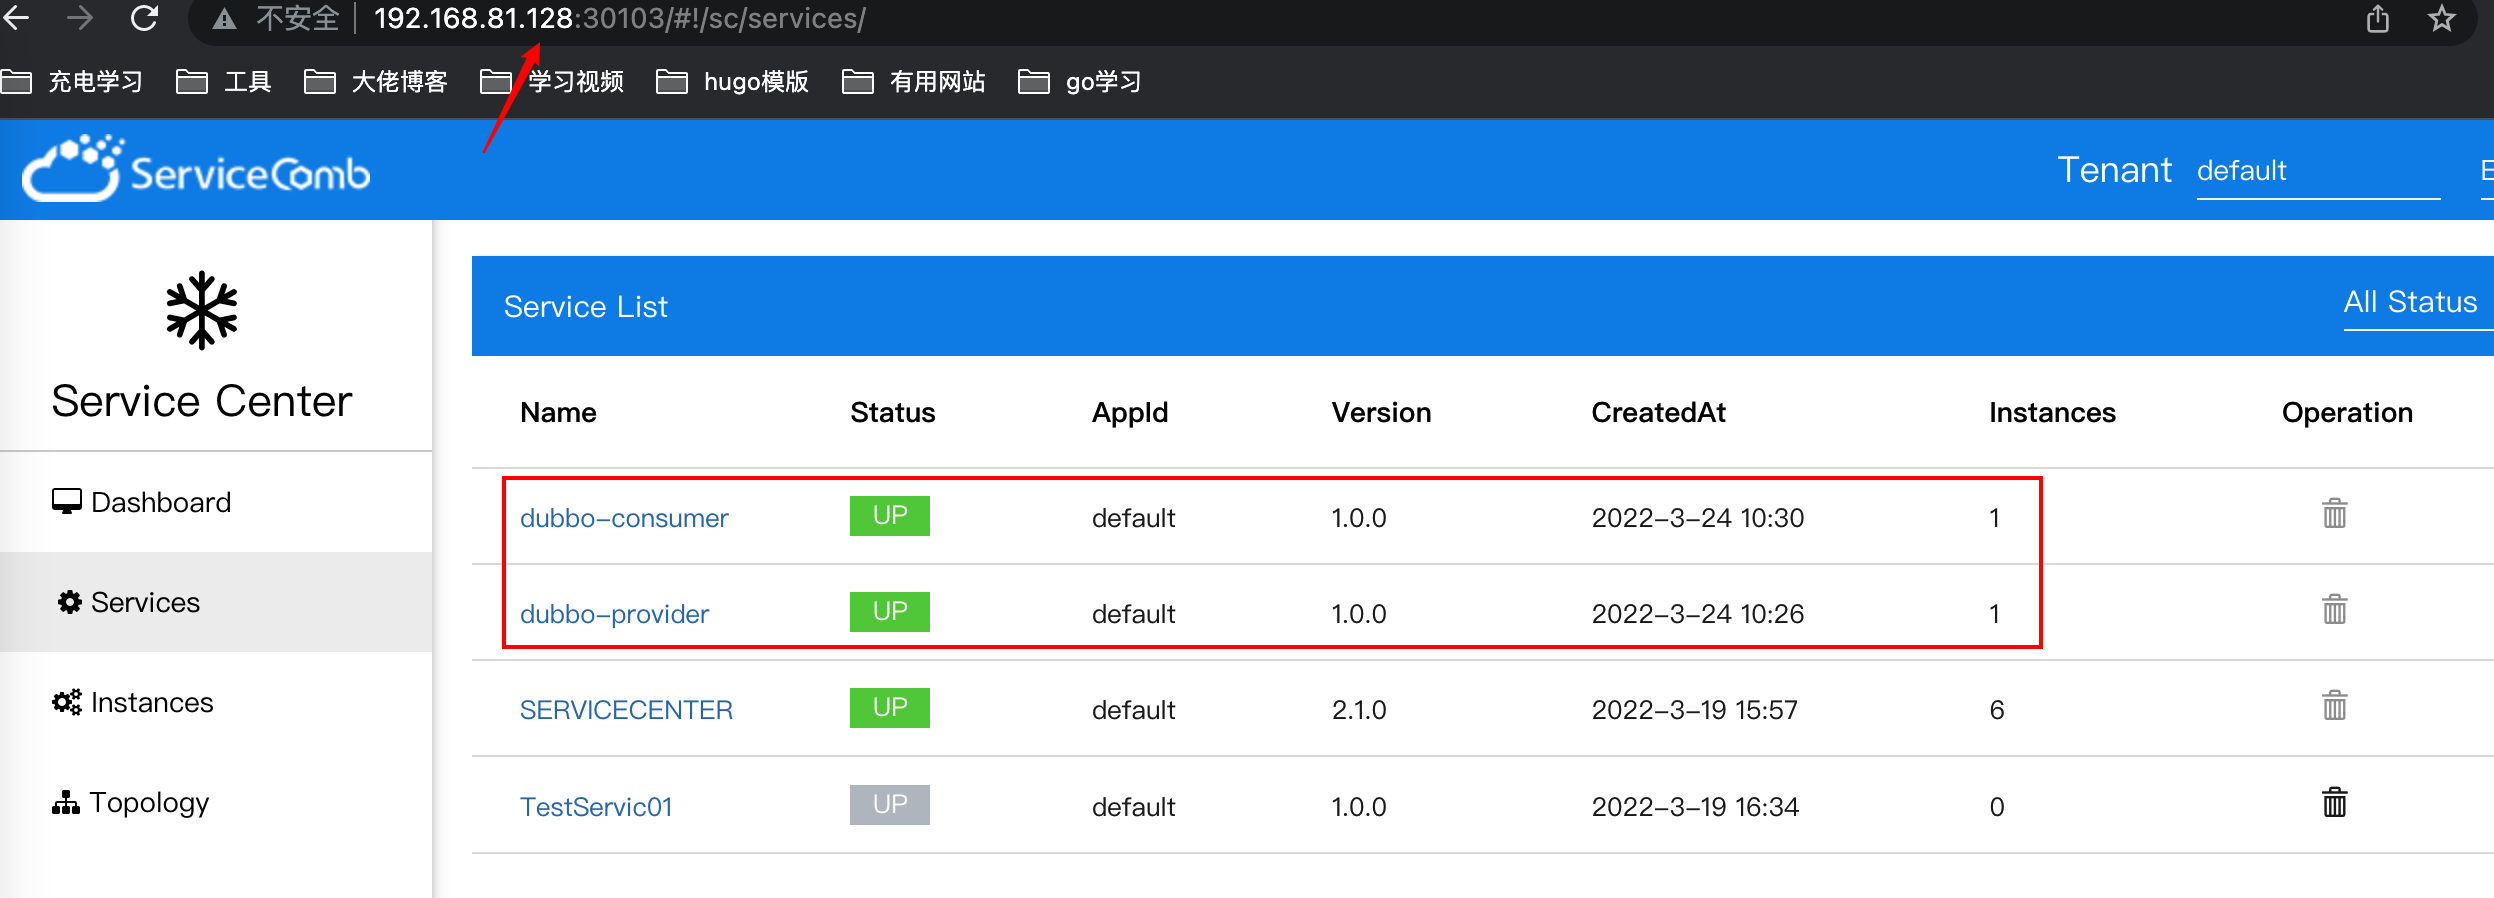 不安全 192.168.81.128:30103/#!/sc/services/
充电学习 工具 大佬博客 学习视频 hugo模版 有用网站 go学习
ServiceComb Tenant default
Service List All Status
Service Center
Name Status AppId Version CreatedAt Instances Operation
dubbo-consumer UP default 1.0.0 2022-3-24 10:30 1
Dashboard
dubbo-provider UP default 1.0.0 2022-3-24 10:26 1
Services
SERVICECENTER UP default 2.1.0 2022-3-19 15:57 6
Instances
TestServic01 UP default 1.0.0 2022-3-19 16:34 0
Topology